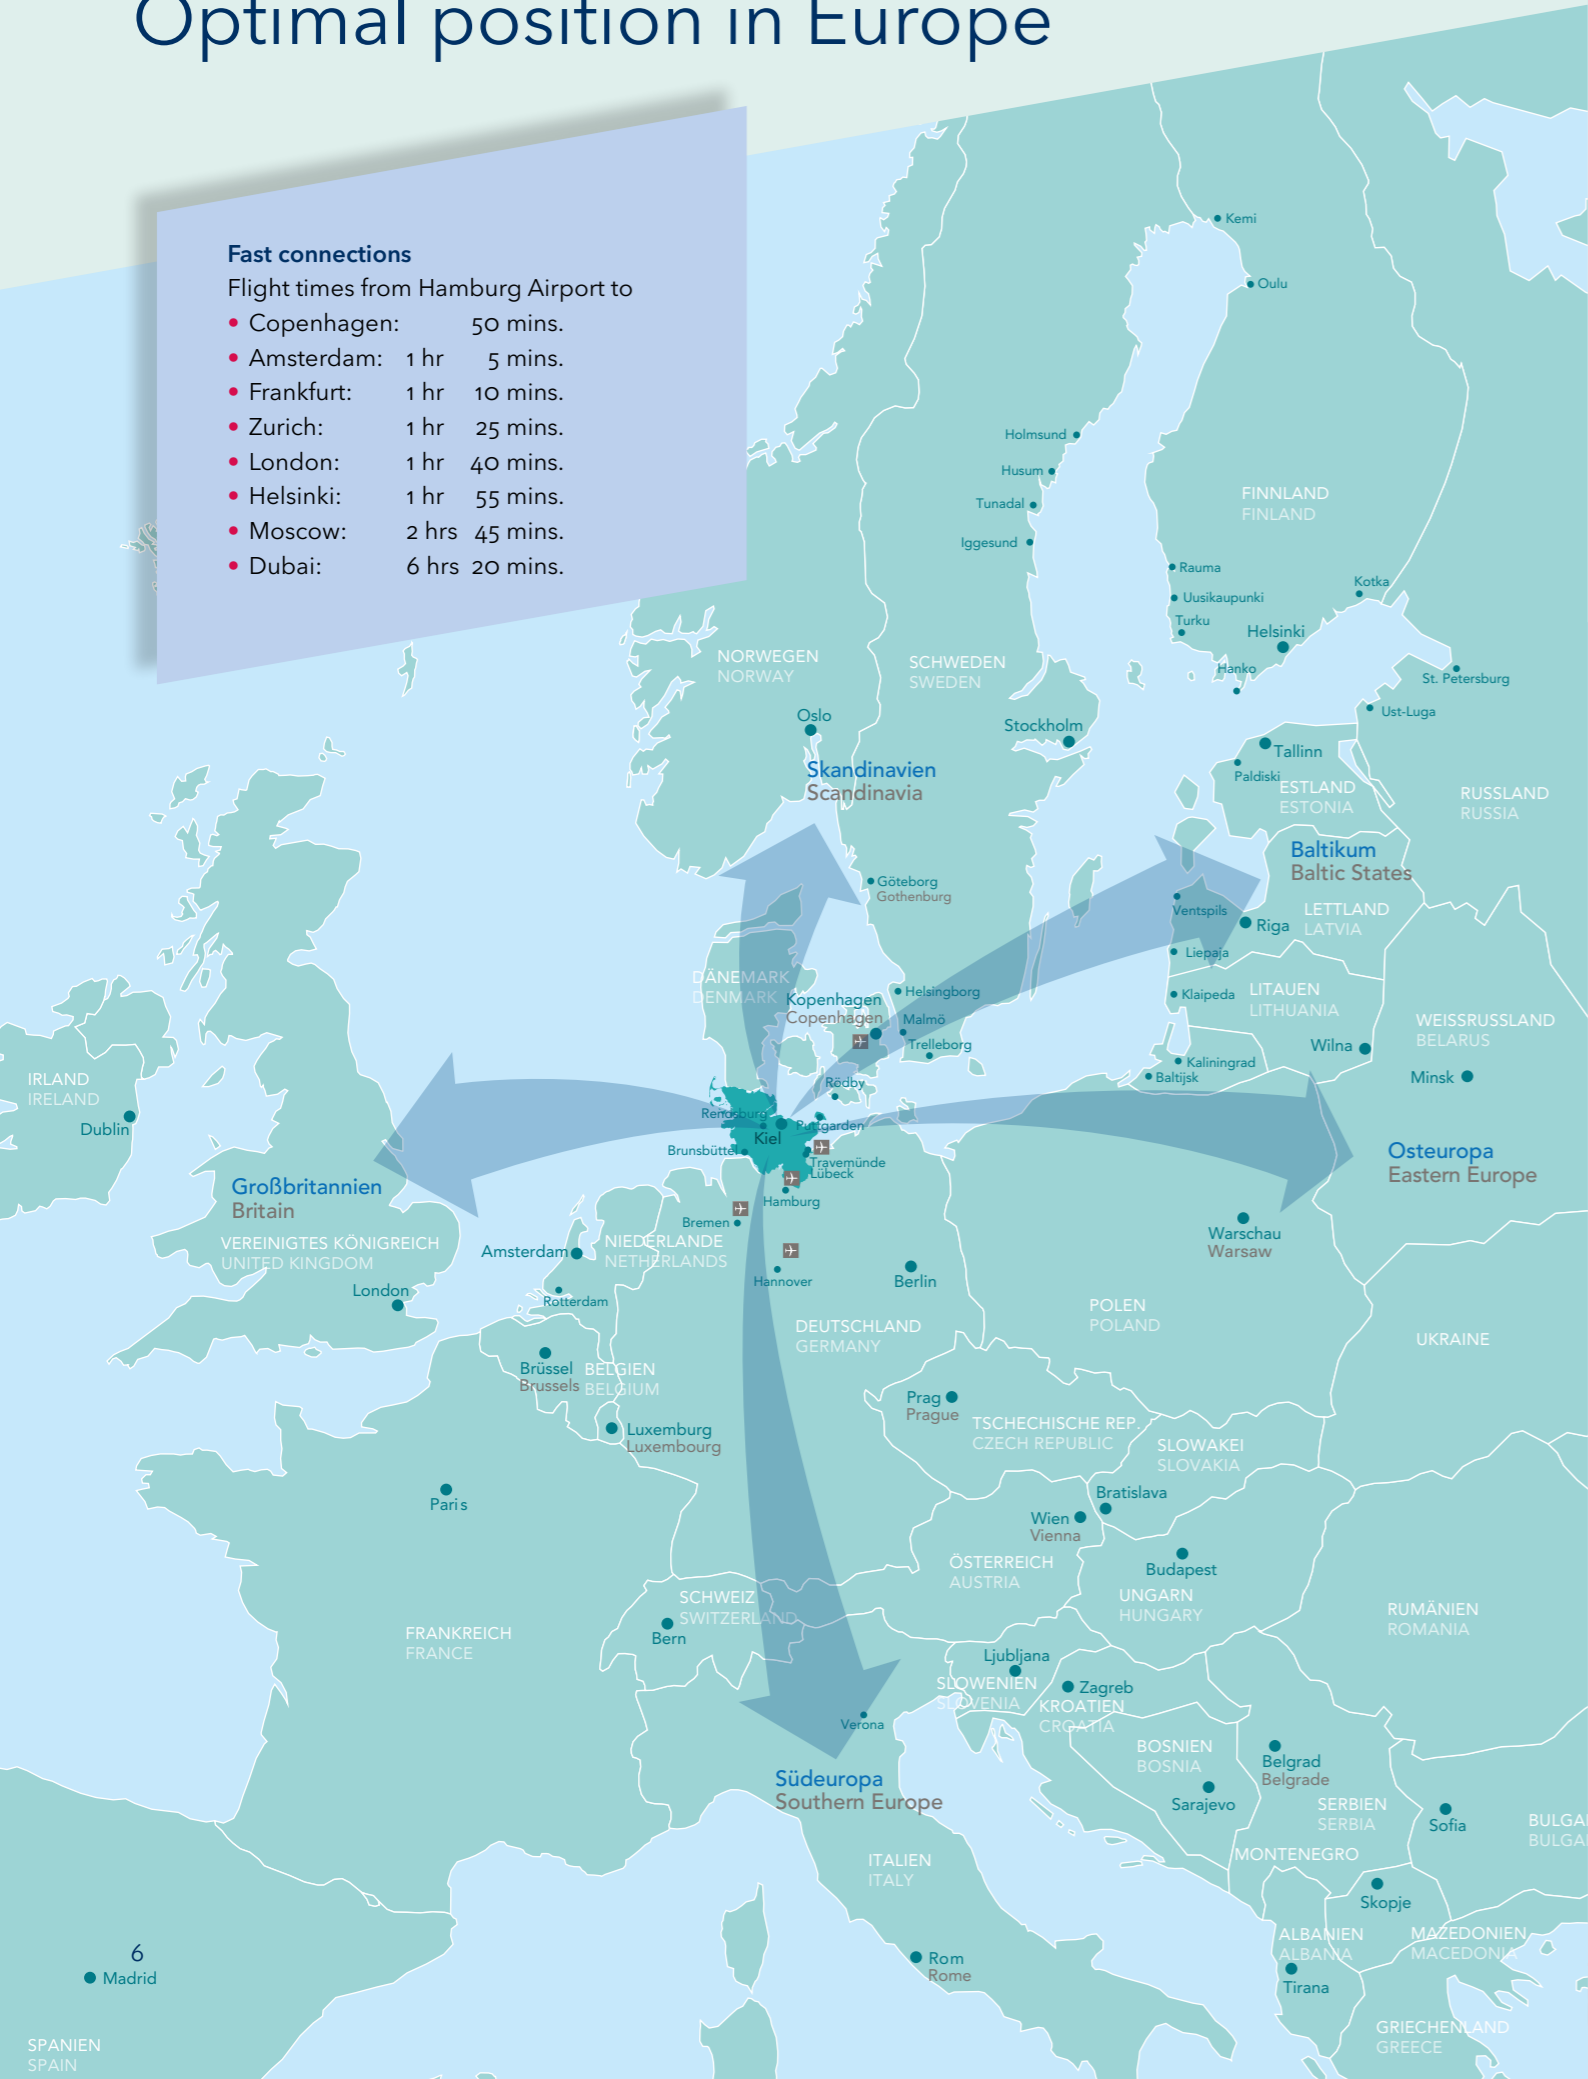 Optimal position in Europe
Fast connections
Flight times from Hamburg Airport to
• Copenhagen: 50 mins.
• Amsterdam: 1 hr 5 mins.
• Frankfurt: 1 hr 10 mins.
• Zurich: 1 hr 25 mins.
• London: 1 hr 40 mins.
• Helsinki: 1 hr 55 mins.
• Moscow: 2 hrs 45 mins.
• Dubai: 6 hrs 20 mins.
Kemi
Oulu
Holmsund
Husum
Tunadal
Iggesund
FINNLAND
FINLAND
Rauma
Uusikaupunki
Turku
Kotka
Helsinki
Hanko
St. Petersburg
Ust-Luga
NORWEGEN
NORWAY
SCHWEDEN
SWEDEN
Oslo
Stockholm
Skandinavien
Scandinavia
Tallinn
Paldiski
ESTLAND
ESTONIA
RUSSLAND
RUSSIA
Baltikum
Baltic States
Göteborg
Gothenburg
Ventspils
Riga
LETTLAND
LATVIA
Liepaja
DÄNEMARK
DENMARK
Kopenhagen
Copenhagen
Helsingborg
Malmö
Trelleborg
Klaipeda
LITAUEN
LITHUANIA
WEISSRUSSLAND
BELARUS
Wilna
Kaliningrad
Baltijsk
Minsk
IRLAND
IRELAND
Dublin
Rödby
Rendsburg
Puttgarden
Kiel
Brunsbüttel
Travemünde
Lübeck
Hamburg
Osteuropa
Eastern Europe
Großbritannien
Britain
VEREINIGTES KÖNIGREICH
UNITED KINGDOM
London
Bremen
Amsterdam
NIEDERLANDE
NETHERLANDS
Rotterdam
Hannover
Berlin
Warschau
Warsaw
DEUTSCHLAND
GERMANY
POLEN
POLAND
UKRAINE
Brüssel
Brussels
BELGIEN
BELGIUM
Luxemburg
Luxembourg
Prag
Prague
TSCHECHISCHE REP.
CZECH REPUBLIC
SLOWAKEI
SLOVAKIA
Paris
Bratislava
Wien
Vienna
ÖSTERREICH
AUSTRIA
Budapest
UNGARN
HUNGARY
SCHWEIZ
SWITZERLAND
Bern
FRANKREICH
FRANCE
RUMÄNIEN
ROMANIA
Ljubljana
SLOWENIEN
SLOVENIA
Zagreb
KROATIEN
CROATIA
Verona
BOSNIEN
BOSNIA
Belgrad
Belgrade
Sarajevo
Südeuropa
Southern Europe
SERBIEN
SERBIA
Sofia
BULGA
BULGA
MONTENEGRO
ITALIEN
ITALY
Skopje
ALBANIEN
ALBANIA
MAZEDONIEN
MACEDONIA
Tirana
Rom
Rome
6
Madrid
SPANIEN
SPAIN
GRIECHENLAND
GREECE